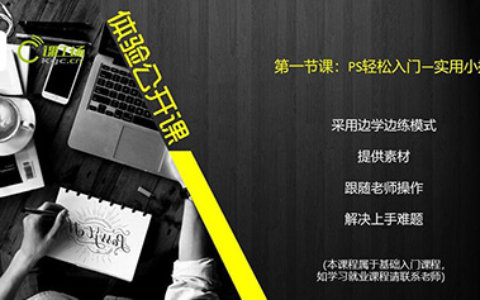 课工场
Kgc.cn
体验公开课
第一节课：PS轻松入门—实用小
采用边学边练模式
提供素材
跟随老师操作
解决上手难题
(本课程属于基础入门课程,
如学习就业课程请联系老师)